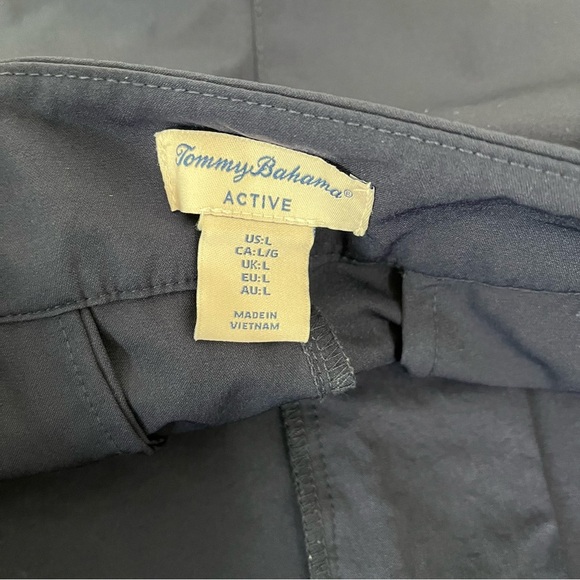 Tommy Bahama®
ACTIVE
US:L
CA:L/G
UK:L
EU:L
AU:L
MADE IN
VIETNAM